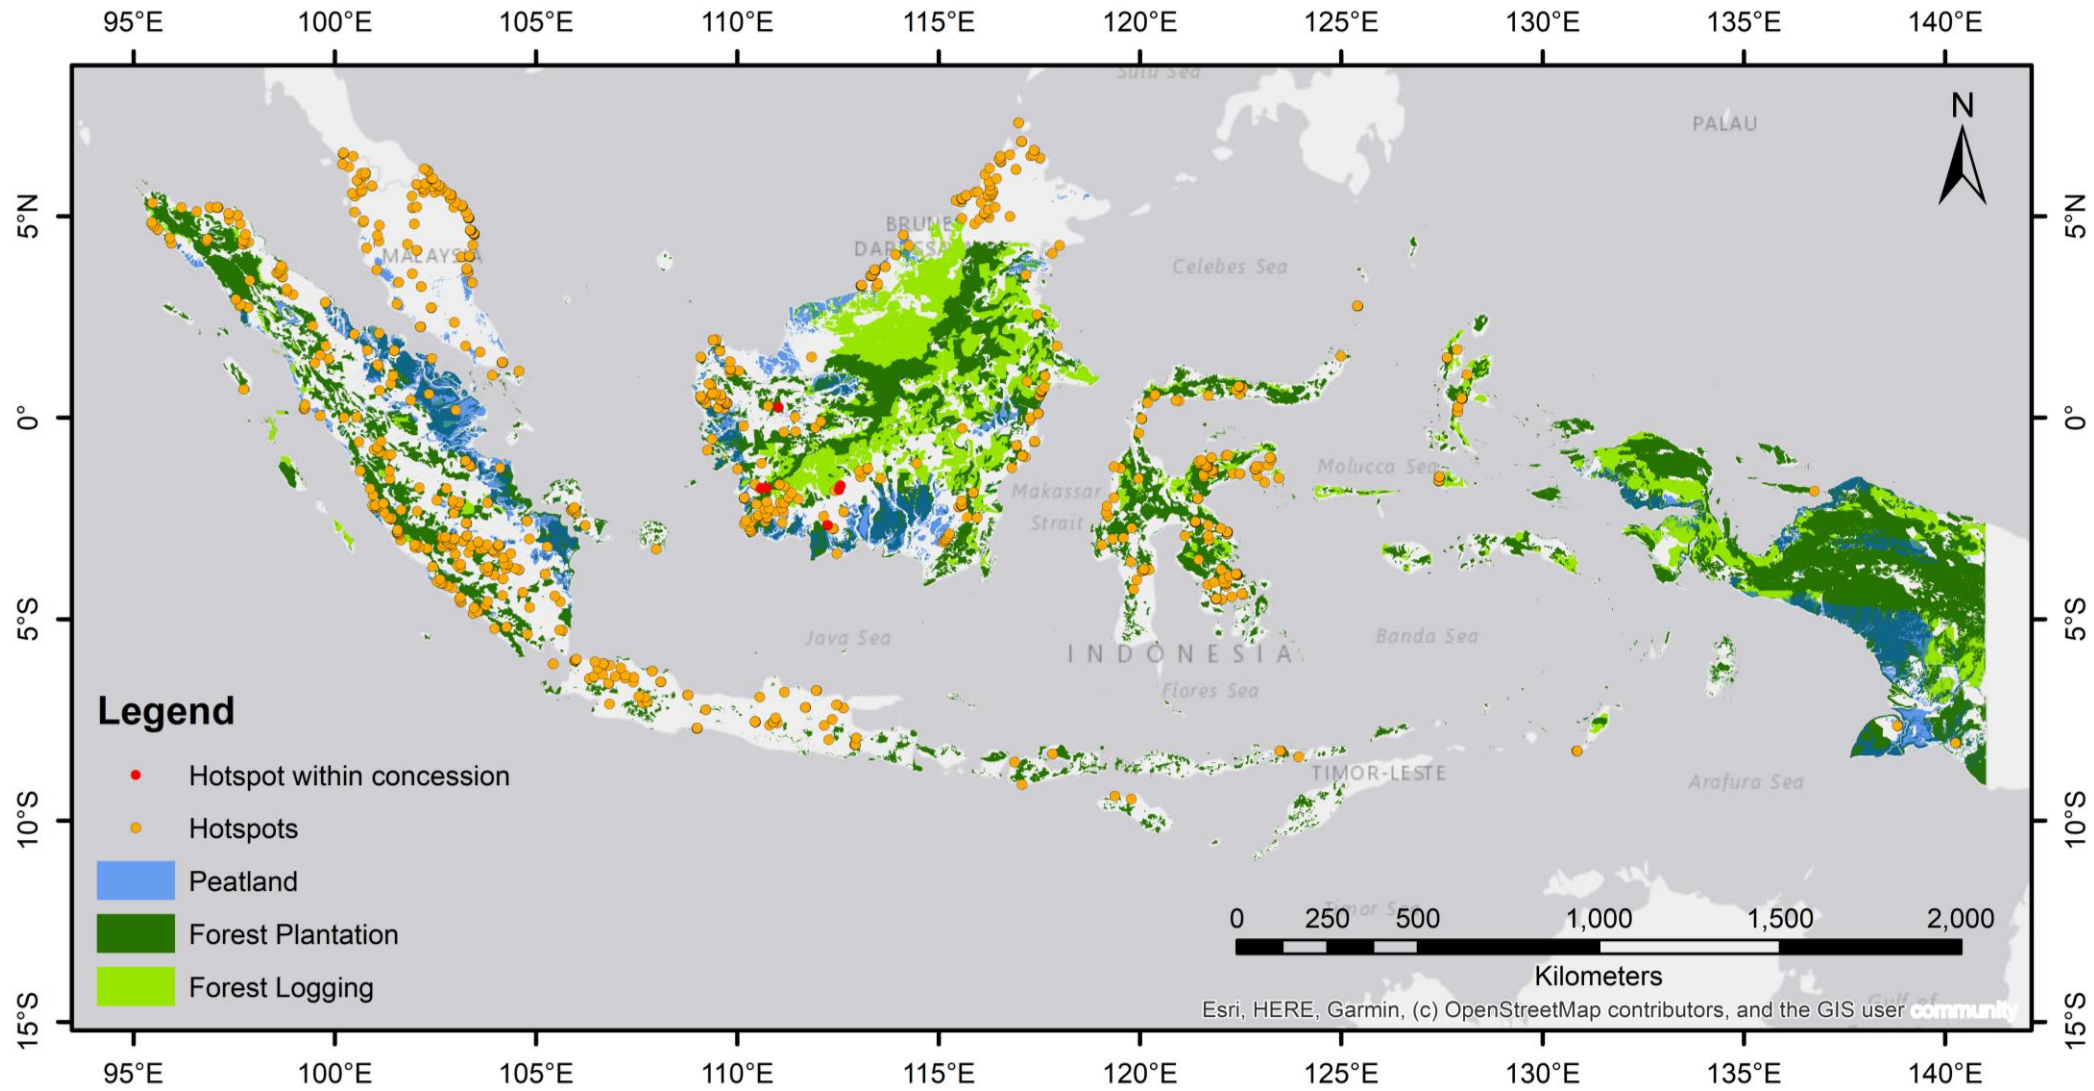 95°E 100°E 105°E 110°E 115°E 120°E 125°E 130°E 135°E 140°E
Sulu Sea
N
PALAU
5°N
5°N
BRUNE
MALAYSIA
Celebes Sea
0°
0°
Molucca Sea
Makassar
Strait
5°S
5°S
Java Sea
Banda Sea
INDONESIA
Flores Sea
Legend
Hotspot within concession
TIMOR-LESTE
Arafura Sea
10°S
10°S
Hotspots
Peatland
Timor Sea
0 250 500 1,000 1,500 2,000
Forest Plantation
Kilometers
Forest Logging
Esri, HERE, Garmin, (c) OpenStreetMap contributors, and the GIS user community
Gulf of
15°S
15°S
95°E 100°E 105°E 110°E 115°E 120°E 125°E 130°E 135°E 140°E